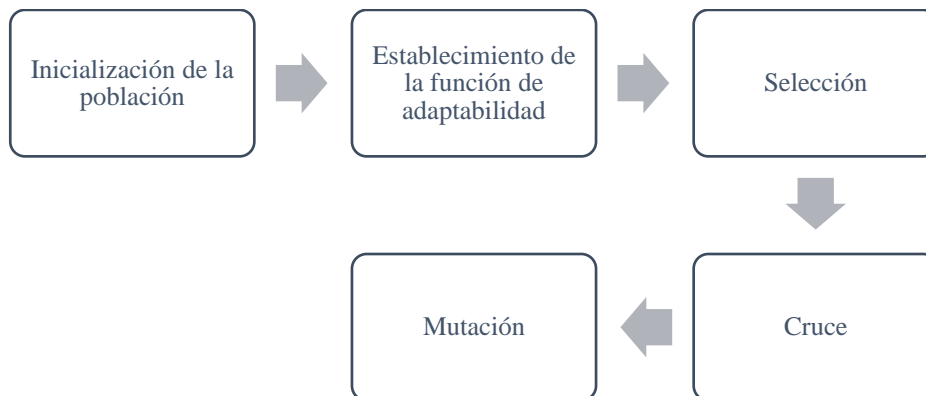 Inicialización de la
población
Establecimiento de
la función de
adaptabilidad
Selección
Cruce
Mutación